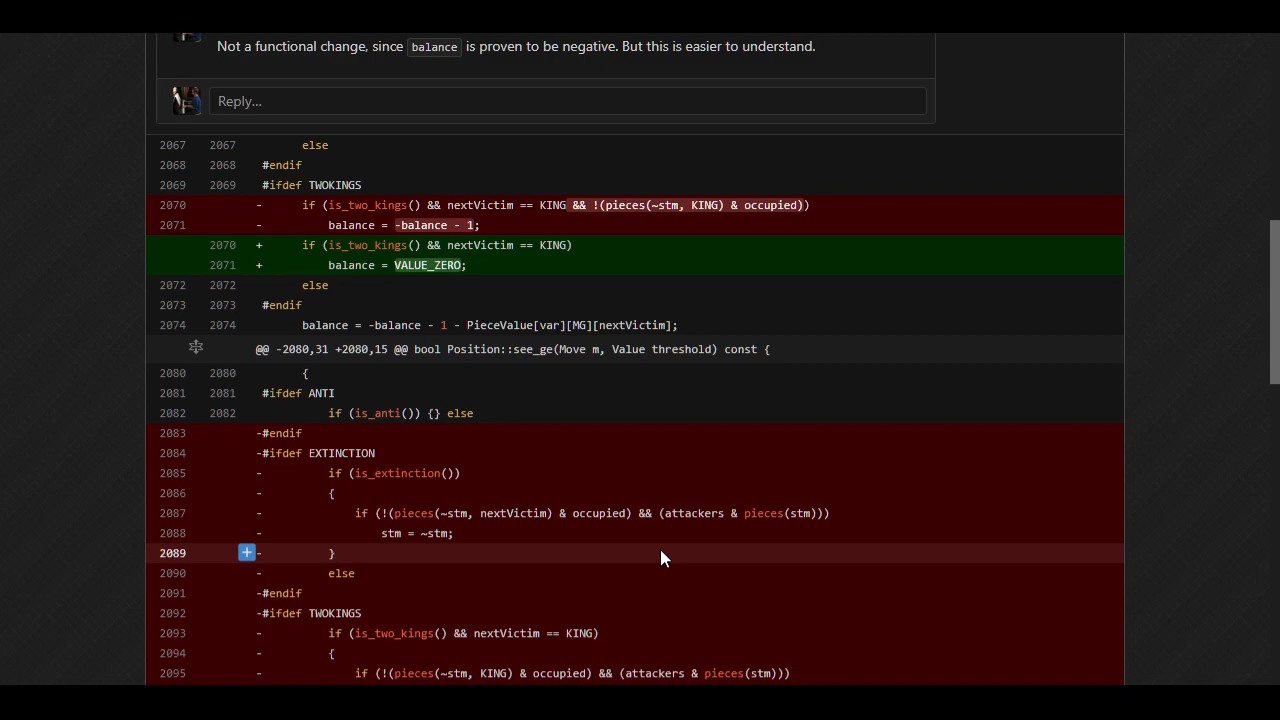 Not a functional change, since balance is proven to be negative. But this is easier to understand.
Reply...
2067 2067 else
2068 2068 #endif
2069 2069 #ifdef TWOKINGS
2070 - if (is_two_kings() && nextVictim == KING && !(pieces(~stm, KING) & occupied))
2071 - balance = -balance - 1;
2070 + if (is_two_kings() && nextVictim == KING)
2071 + balance = VALUE_ZERO;
2072 2072 else
2073 2073 #endif
2074 2074 balance = -balance - 1 - PieceValue[var][MG][nextVictim];
@@ -2080,31 +2080,15 @@ bool Position::see_ge(Move m, Value threshold) const {
2080 2080 {
2081 2081 #ifdef ANTI
2082 2082 if (is_anti()) {} else
2083 -#endif
2084 -#ifdef EXTINCTION
2085 - if (is_extinction())
2086 - {
2087 - if (!(pieces(~stm, nextVictim) & occupied) && (attackers & pieces(stm)))
2088 - stm = ~stm;
2089 + - }
2090 - else
2091 -#endif
2092 -#ifdef TWOKINGS
2093 - if (is_two_kings() && nextVictim == KING)
2094 - {
2095 - if (!(pieces(~stm, KING) & occupied) && (attackers & pieces(stm)))